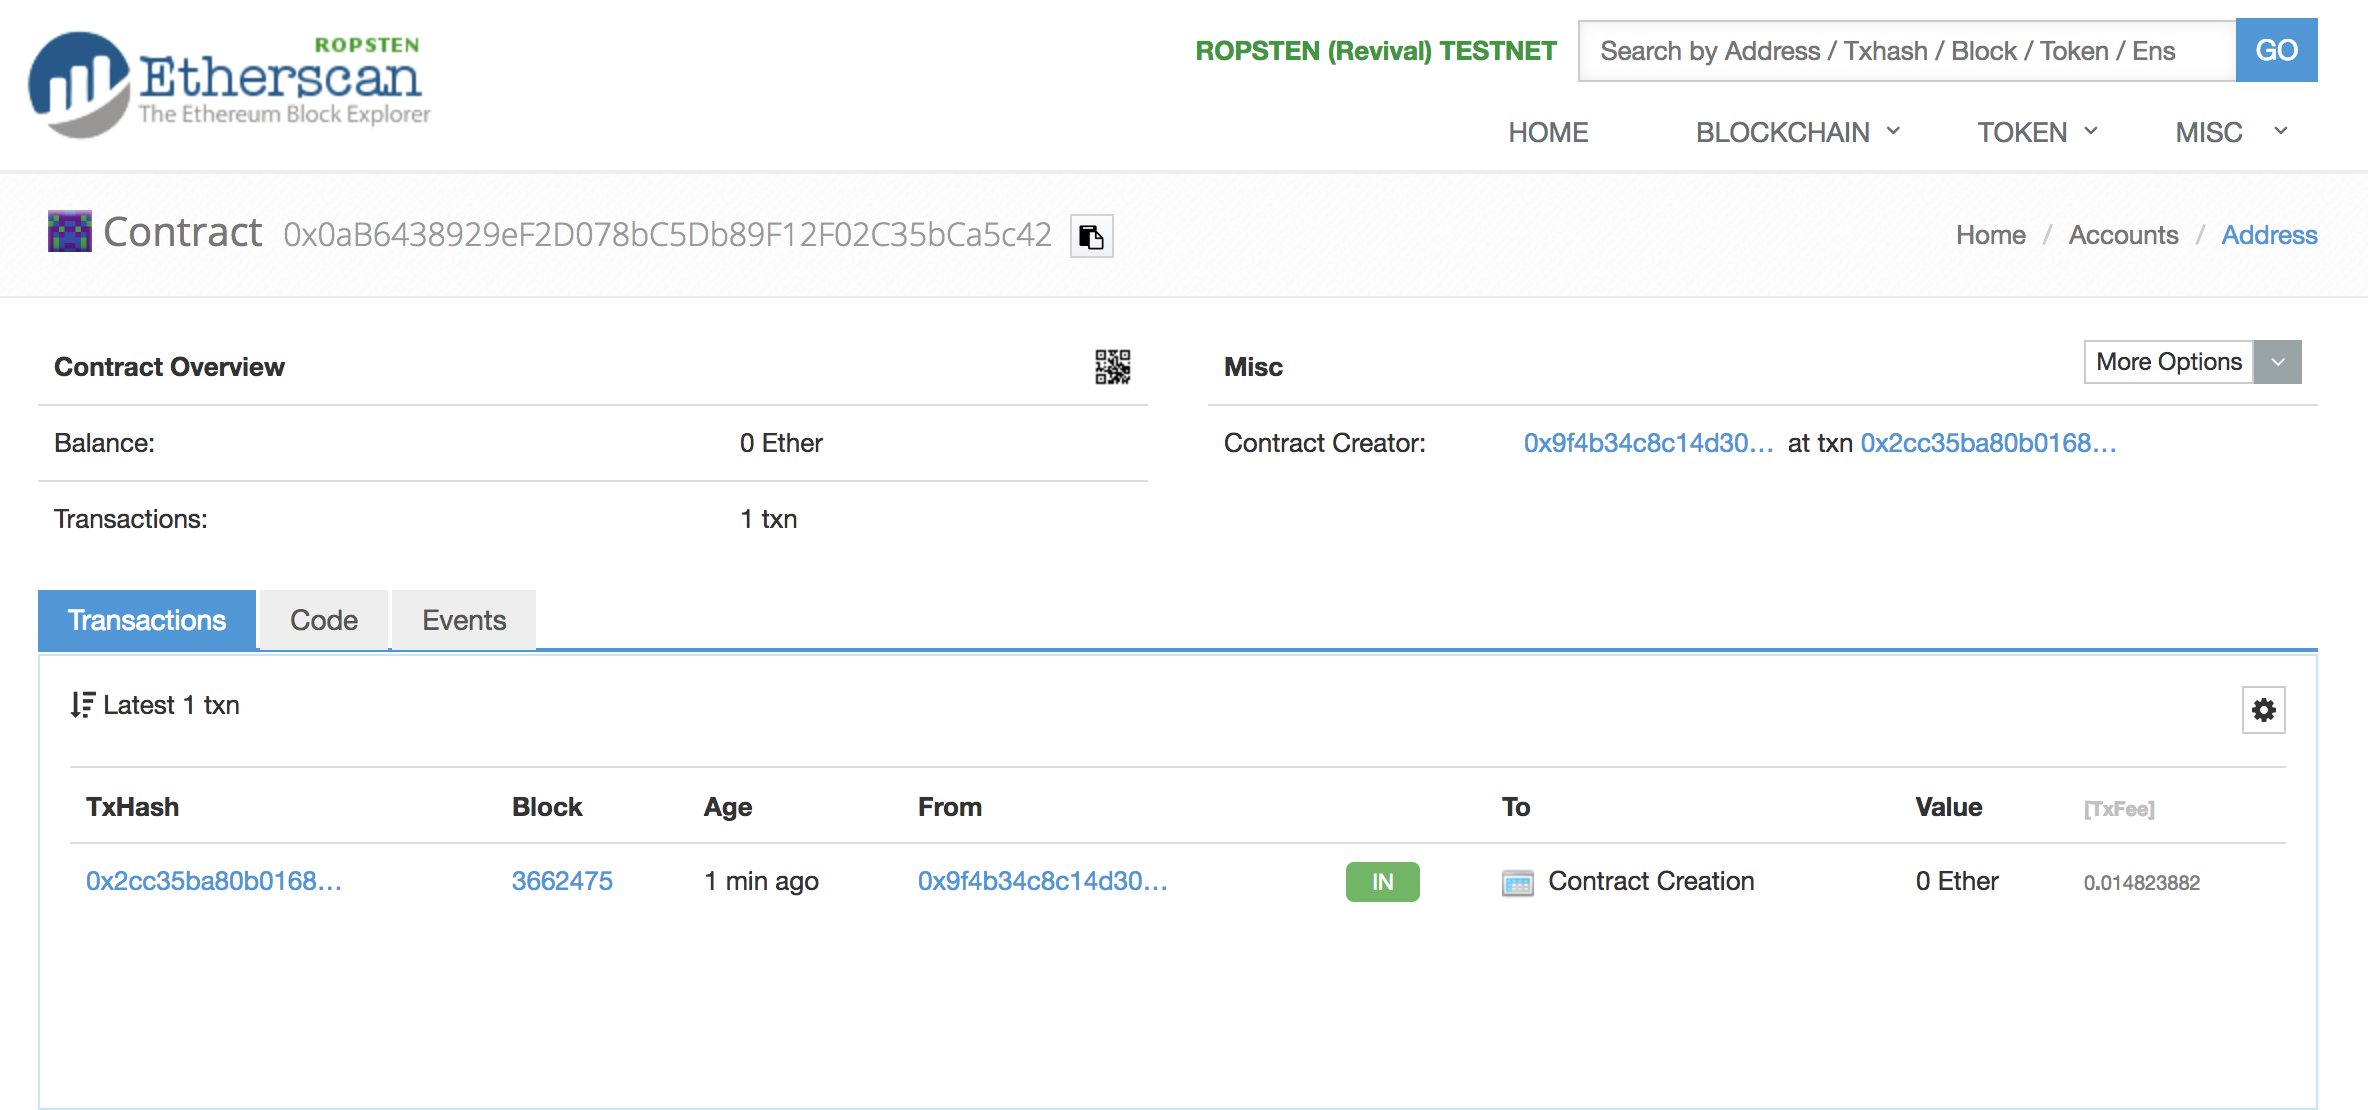 ROPSTEN
Etherscan
The Ethereum Block Explorer
ROPSTEN (Revival) TESTNET
Search by Address / Txhash / Block / Token / Ens
GO
HOME
BLOCKCHAIN
TOKEN
MISC
Contract 0x0aB6438929eF2D078bC5Db89F12F02C35bCa5c42
Home / Accounts / Address
Contract Overview
Balance: 0 Ether
Transactions: 1 txn
Misc
More Options
Contract Creator: 0x9f4b34c8c14d30... at txn 0x2cc35ba80b0168...
Transactions
Code
Events
Latest 1 txn
TxHash Block Age From To Value [TxFee]
0x2cc35ba80b0168... 3662475 1 min ago 0x9f4b34c8c14d30... IN Contract Creation 0 Ether 0.014823882